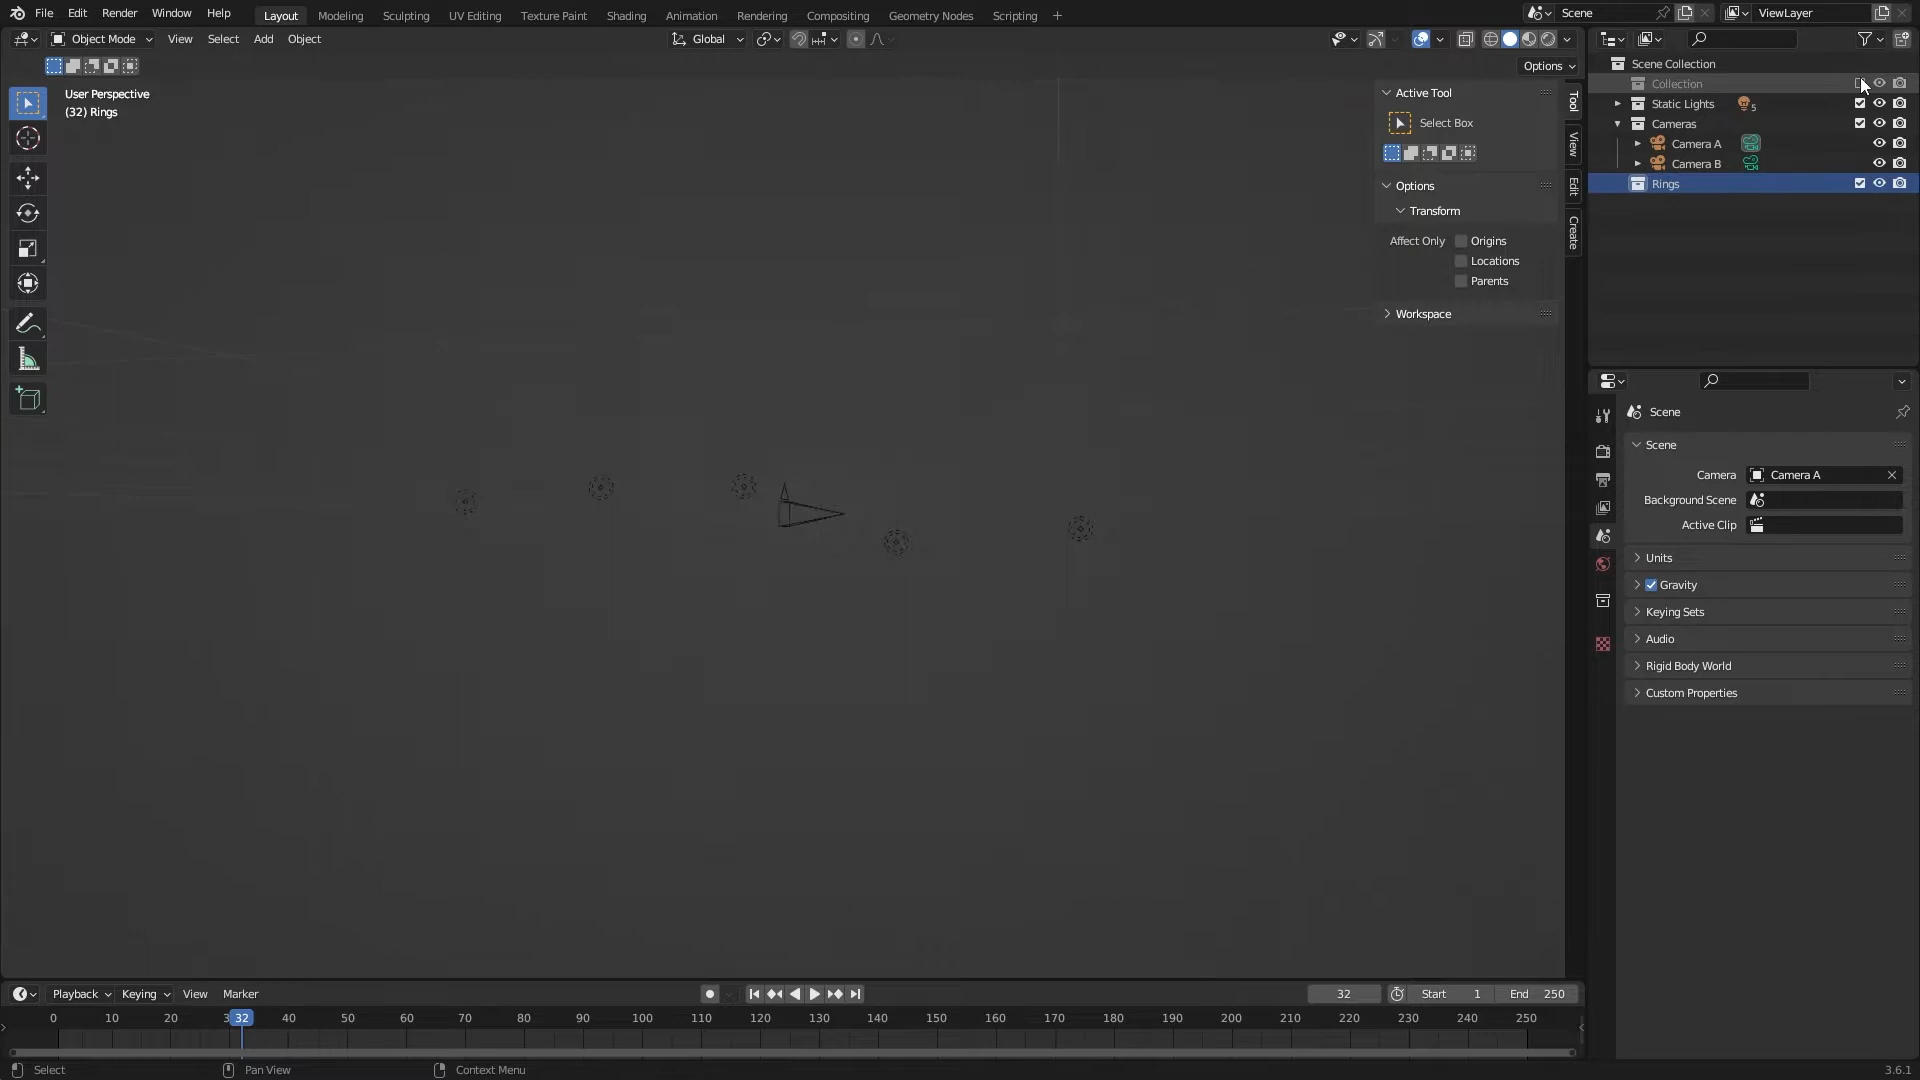 File Edit Render Window Help Layout Modeling Sculpting UV Editing Texture Paint Shading Animation Rendering Compositing Geometry Nodes Scripting + Scene ViewLayer
Object Mode View Select Add Object Global
Options
User Perspective
(32) Rings
Active Tool
Select Box
Options
Transform
Affect Only Origins
Locations
Parents
Workspace
Tool
View
Edit
Create
Scene Collection
Collection
Static Lights 5
Cameras
Camera A
Camera B
Rings
Scene
Scene
Camera Camera A
Background Scene
Active Clip
Units
Gravity
Keying Sets
Audio
Rigid Body World
Custom Properties
Playback Keying View Marker 32 Start 1 End 250
0 10 20 3 32 40 50 60 70 80 90 100 110 120 130 140 150 160 170 180 190 200 210 220 230 240 250
Select Pan View Context Menu 3.6.1